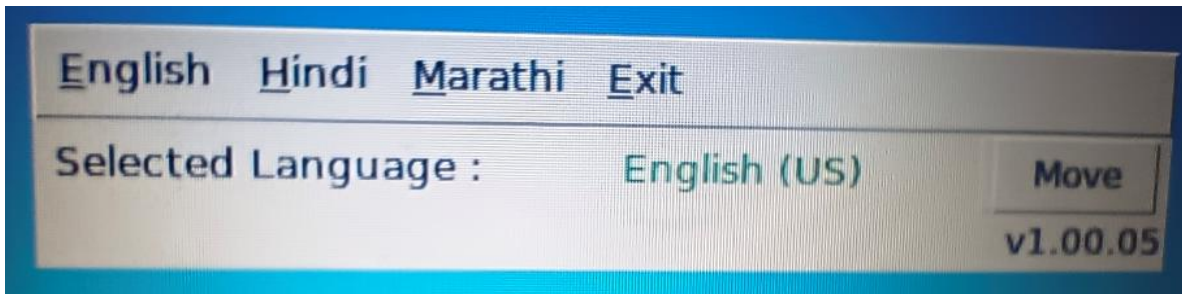 English Hindi Marathi Exit
Selected Language : English (US) Move
v1.00.05